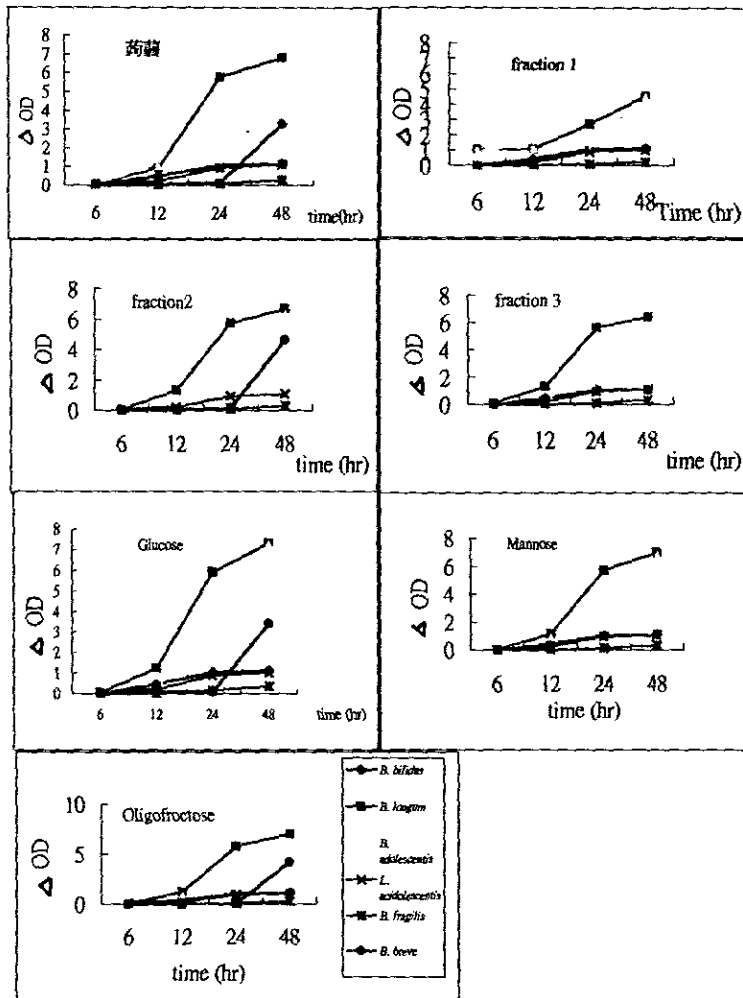 蒟蒻
8
7
6
5
4
3
2
1
0
Δ OD
6 12 24 48
time(hr)
fraction 1
8
7
6
5
4
3
2
1
0
Δ OD
6 12 24 48
Time (hr)
fraction2
8
6
4
2
0
Δ OD
6 12 24 48
time (hr)
fraction 3
8
6
4
2
0
Δ OD
6 12 24 48
time (hr)
Glucose
8
7
6
5
4
3
2
1
0
Δ OD
6 12 24 48
time (hr)
Mannose
8
6
4
2
0
Δ OD
6 12 24 48
time (hr)
Oligofroctose
10
5
0
Δ OD
6 12 24 48
time (hr)
B. bifidus
B. longum
B.
adolescentis
L.
acidolescentis
B. fragilis
B. breve